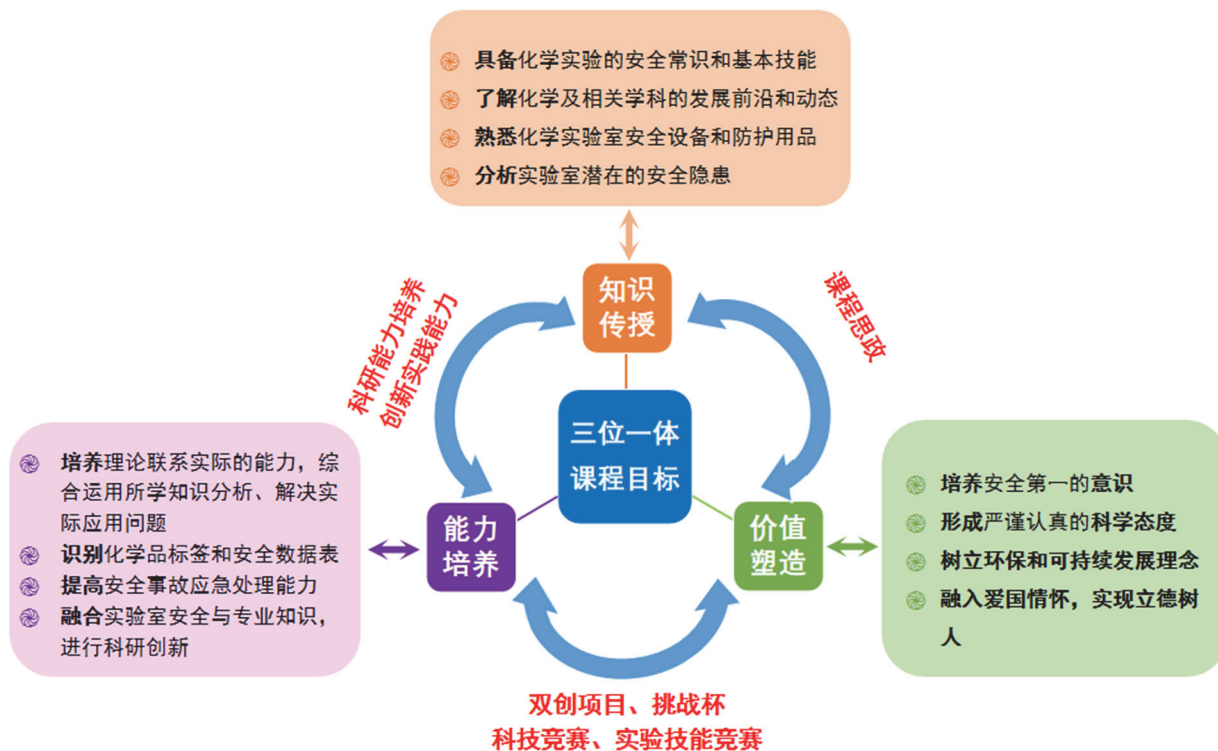 具备化学实验的安全常识和基本技能
了解化学及相关学科的发展前沿和动态
熟悉化学实验室安全设备和防护用品
分析实验室潜在的安全隐患
知识
传授
科研能力培养
创新实践能力
课程思政
三位一体
课程目标
培养理论联系实际的能力，综
合运用所学知识分析、解决实
际应用问题
识别化学品标签和安全数据表
提高安全事故应急处理能力
融合实验室安全与专业知识，
进行科研创新
能力
培养
价值
塑造
培养安全第一的意识
形成严谨认真的科学态度
树立环保和可持续发展理念
融入爱国情怀，实现立德树
人
双创项目、挑战杯
科技竞赛、实验技能竞赛